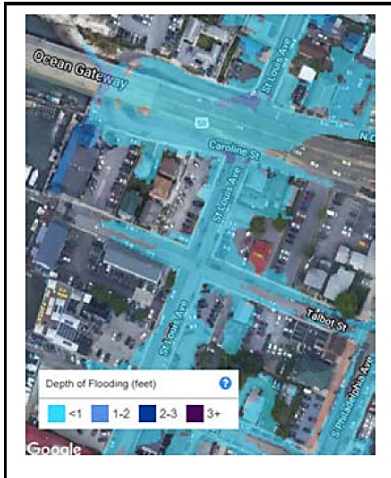 Ocean Gateway
St Louis Ave
50
N
Caroline St
St Louis Ave
Talbot St
St Louis Ave
S Philadelphia Ave
Depth of Flooding (feet) ?
<1 1-2 2-3 3+
Google